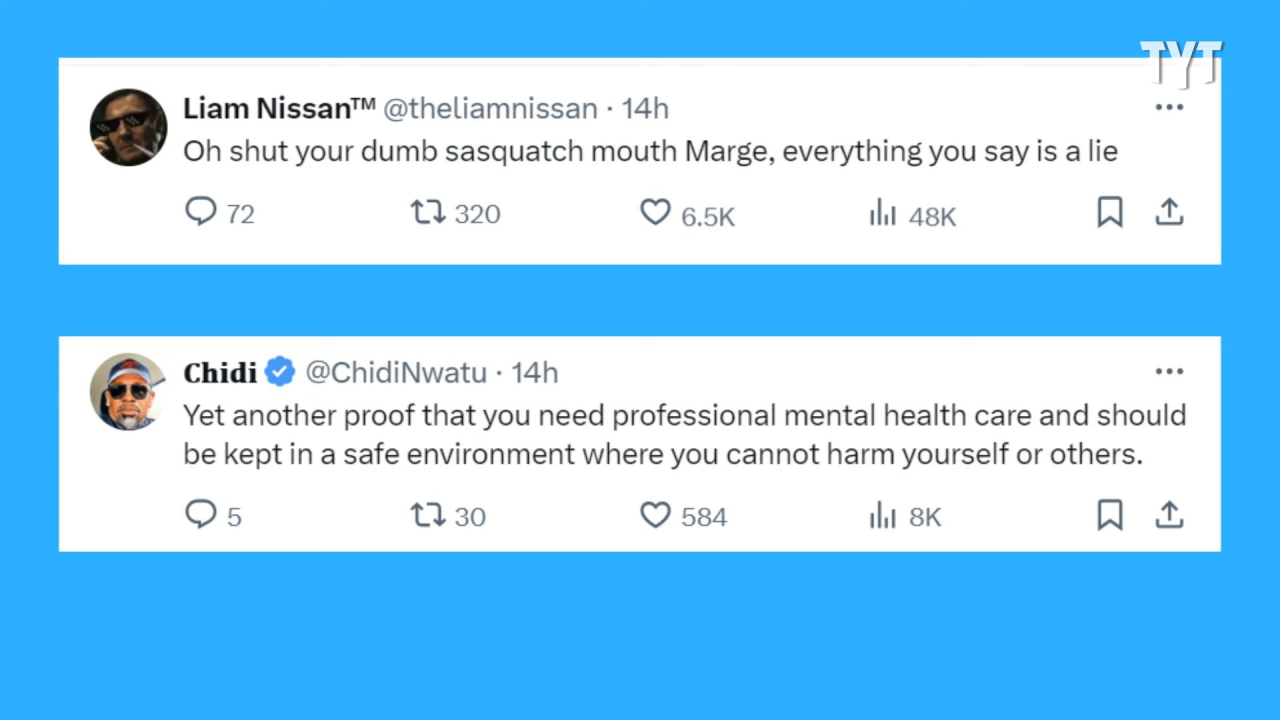 TYT
Liam Nissan™ @theliamnissan · 14h
Oh shut your dumb sasquatch mouth Marge, everything you say is a lie
72 320 6.5K 48K
Chidi @ChidiNwatu · 14h
Yet another proof that you need professional mental health care and should
be kept in a safe environment where you cannot harm yourself or others.
5 30 584 8K